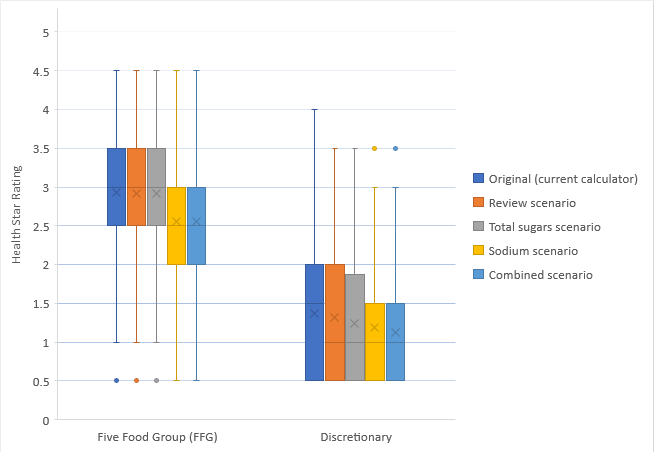 Health Star Rating
5
4.5
4
3.5
3
2.5
2
1.5
1
0.5
0
Five Food Group (FFG)
Discretionary
Original (current calculator)
Review scenario
Total sugars scenario
Sodium scenario
Combined scenario